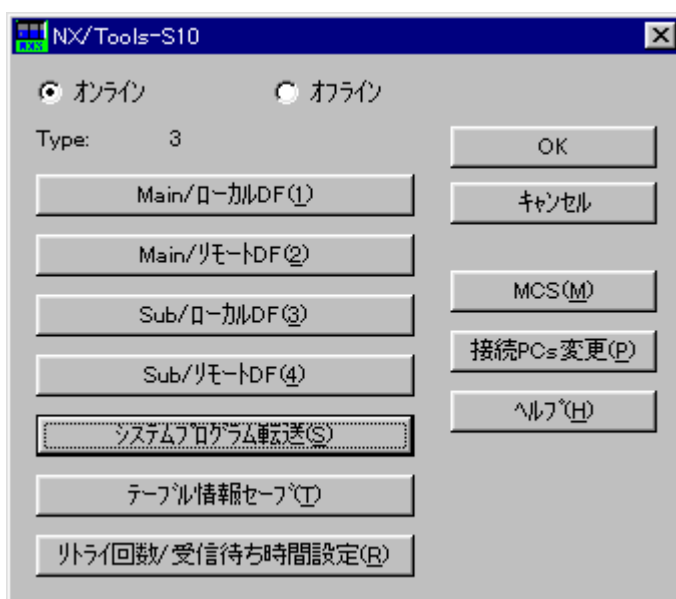 NX/Tools-S10
オンライン オフライン
Type: 3
Main/ローカルDF(1)
Main/リモートDF(2)
Sub/ローカルDF(3)
Sub/リモートDF(4)
システムプログラム転送(S)
テーブル情報セーブ(T)
リトライ回数/受信待ち時間設定(R)
OK
キャンセル
MCS(M)
接続PCs変更(P)
ヘルプ(H)